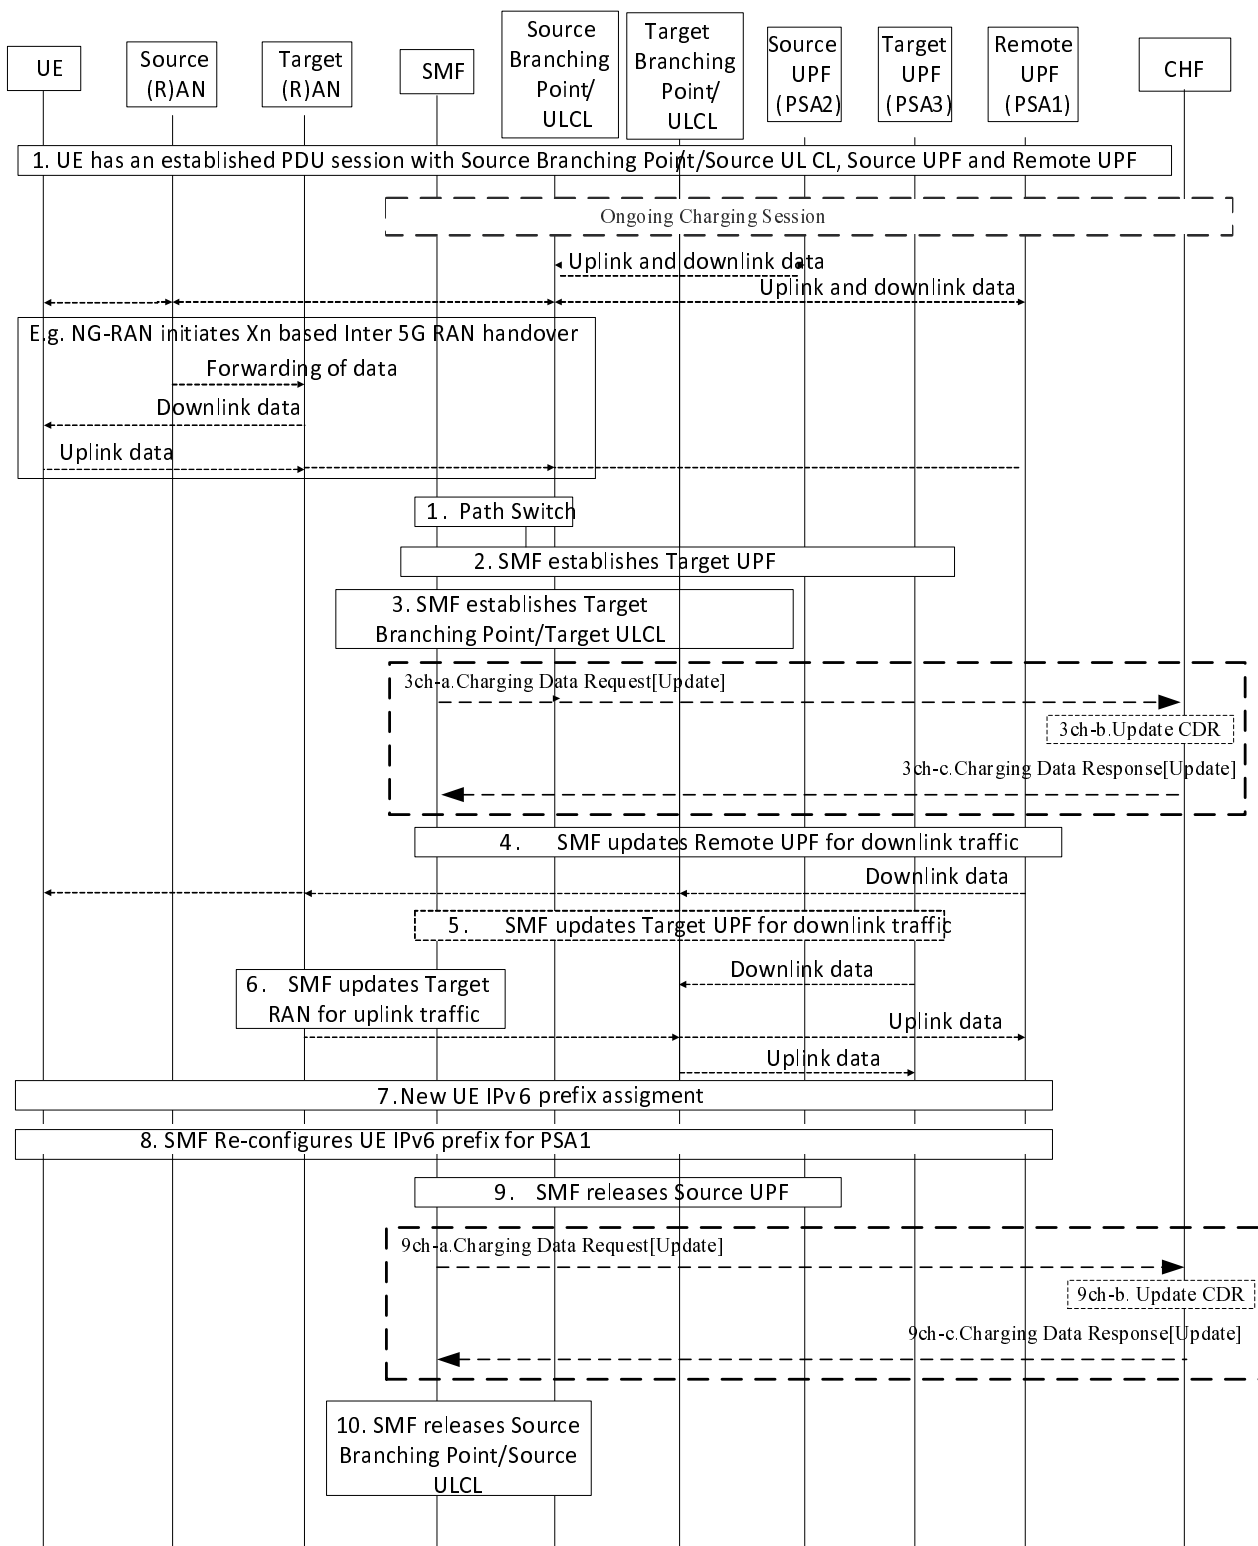 UE
Source
(R)AN
Target
(R)AN
SMF
Source
Branching
Point/
ULCL
Target
Branching
Point/
ULCL
Source
UPF
(PSA2)
Target
UPF
(PSA3)
Remote
UPF
(PSA1)
CHF
1. UE has an established PDU session with Source Branching Point/Source UL CL, Source UPF and Remote UPF
Ongoing Charging Session
Uplink and downlink data
Uplink and downlink data
E.g. NG-RAN initiates Xn based Inter 5G RAN handover
Forwarding of data
Downlink data
Uplink data
1. Path Switch
2. SMF establishes Target UPF
3. SMF establishes Target
Branching Point/Target ULCL
3ch-a.Charging Data Request[Update]
3ch-b.Update CDR
3ch-c.Charging Data Response[Update]
4. SMF updates Remote UPF for downlink traffic
Downlink data
5. SMF updates Target UPF for downlink traffic
Downlink data
6. SMF updates Target
RAN for uplink traffic
Uplink data
Uplink data
7.New UE IPv6 prefix assigment
8. SMF Re-configures UE IPv6 prefix for PSA1
9. SMF releases Source UPF
9ch-a.Charging Data Request[Update]
9ch-b. Update CDR
9ch-c.Charging Data Response[Update]
10. SMF releases Source
Branching Point/Source
ULCL